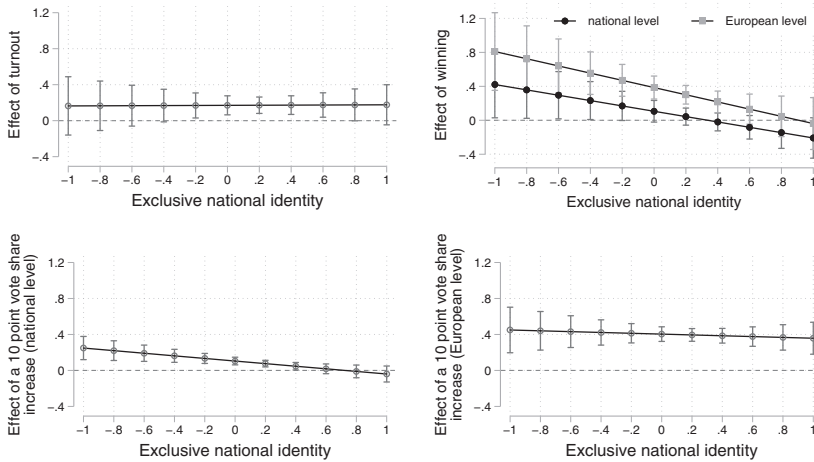 Effect of turnout
1.2
.8
.4
0
−.4
−1 −.8 −.6 −.4 −.2 0 .2 .4 .6 .8 1
Exclusive national identity
national level European level
Effect of winning
1.2
.8
.4
0
−.4
−1 −.8 −.6 −.4 −.2 0 .2 .4 .6 .8 1
Exclusive national identity
Effect of a 10 point vote share
increase (national level)
1.2
.8
.4
0
−.4
−1 −.8 −.6 −.4 −.2 0 .2 .4 .6 .8 1
Exclusive national identity
Effect of a 10 point vote share
increase (European level)
1.2
.8
.4
0
−.4
−1 −.8 −.6 −.4 −.2 0 .2 .4 .6 .8 1
Exclusive national identity